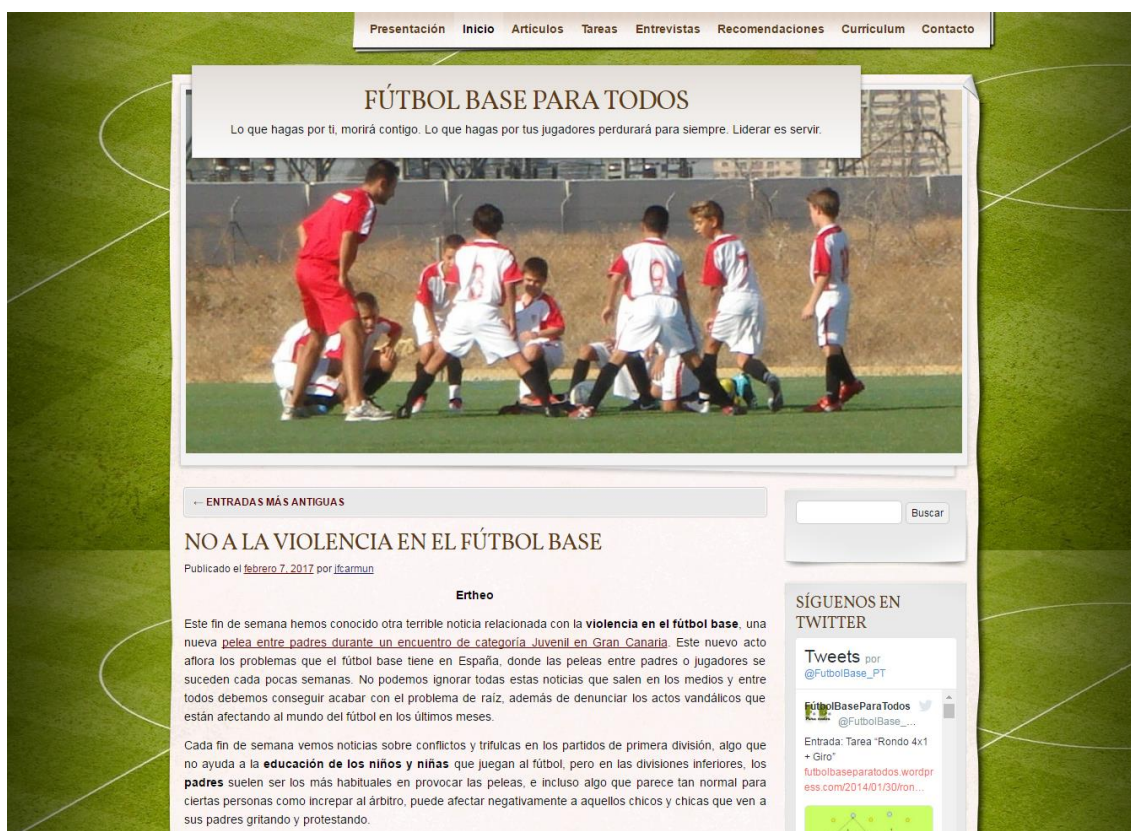 Presentación Inicio Artículos Tareas Entrevistas Recomendaciones Currículum Contacto
FÚTBOL BASE PARA TODOS
Lo que hagas por ti, morirá contigo. Lo que hagas por tus jugadores perdurará para siempre. Liderar es servir.
3
9
7
← ENTRADAS MÁS ANTIGUAS
NO A LA VIOLENCIA EN EL FÚTBOL BASE
Publicado el febrero 7, 2017 por jfcarmun
Ertheo
Este fin de semana hemos conocido otra terrible noticia relacionada con la violencia en el fútbol base, una
nueva pelea entre padres durante un encuentro de categoría Juvenil en Gran Canaria. Este nuevo acto
aflora los problemas que el fútbol base tiene en España, donde las peleas entre padres o jugadores se
suceden cada pocas semanas. No podemos ignorar todas estas noticias que salen en los medios y entre
todos debemos conseguir acabar con el problema de raíz, además de denunciar los actos vandálicos que
están afectando al mundo del fútbol en los últimos meses.
Cada fin de semana vemos noticias sobre conflictos y trifulcas en los partidos de primera división, algo que
no ayuda a la educación de los niños y niñas que juegan al fútbol, pero en las divisiones inferiores, los
padres suelen ser los más habituales en provocar las peleas, e incluso algo que parece tan normal para
ciertas personas como increpar al árbitro, puede afectar negativamente a aquellos chicos y chicas que ven a
sus padres gritando y protestando.
Buscar
SÍGUENOS EN
TWITTER
Tweets por
@FutbolBase_PT
FútbolBaseParaTodos
@FutbolBase_...
Entrada: Tarea "Rondo 4x1
+ Giro"
futbolbaseparatodos.wordpr
ess.com/2014/01/30/ron...